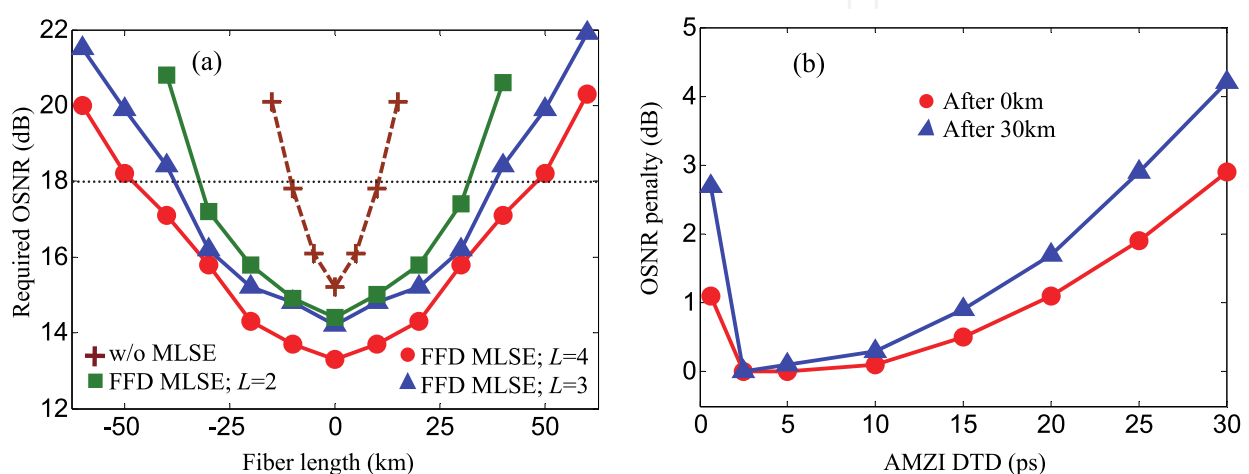 22
20
18
16
14
12
Required OSNR (dB)
(a)
w/o MLSE
FFD MLSE; L=2
FFD MLSE; L=4
FFD MLSE; L=3
-50
-25
0
25
50
Fiber length (km)
5
4
3
2
1
0
OSNR penalty (dB)
(b)
After 0km
After 30km
0
5
10
15
20
25
30
AMZI DTD (ps)